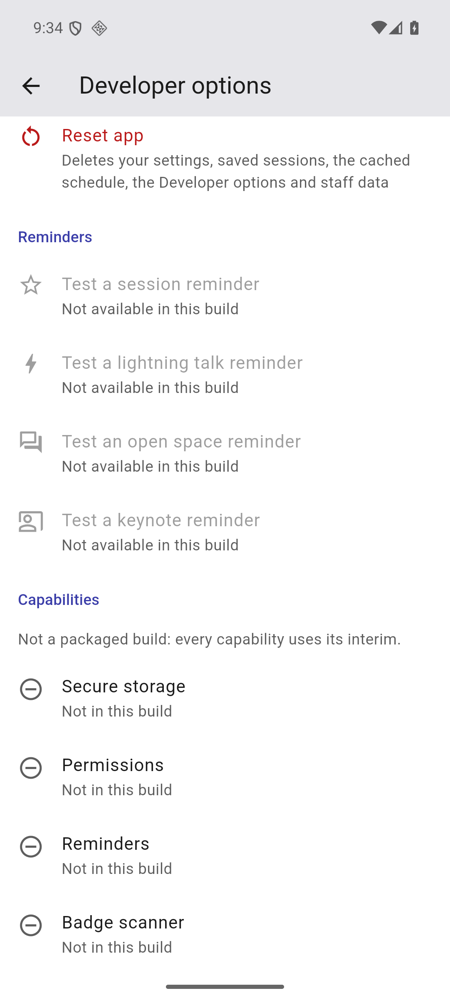 9:34
Developer options
Reset app
Deletes your settings, saved sessions, the cached
schedule, the Developer options and staff data
Reminders
Test a session reminder
Not available in this build
Test a lightning talk reminder
Not available in this build
Test an open space reminder
Not available in this build
Test a keynote reminder
Not available in this build
Capabilities
Not a packaged build: every capability uses its interim.
Secure storage
Not in this build
Permissions
Not in this build
Reminders
Not in this build
Badge scanner
Not in this build